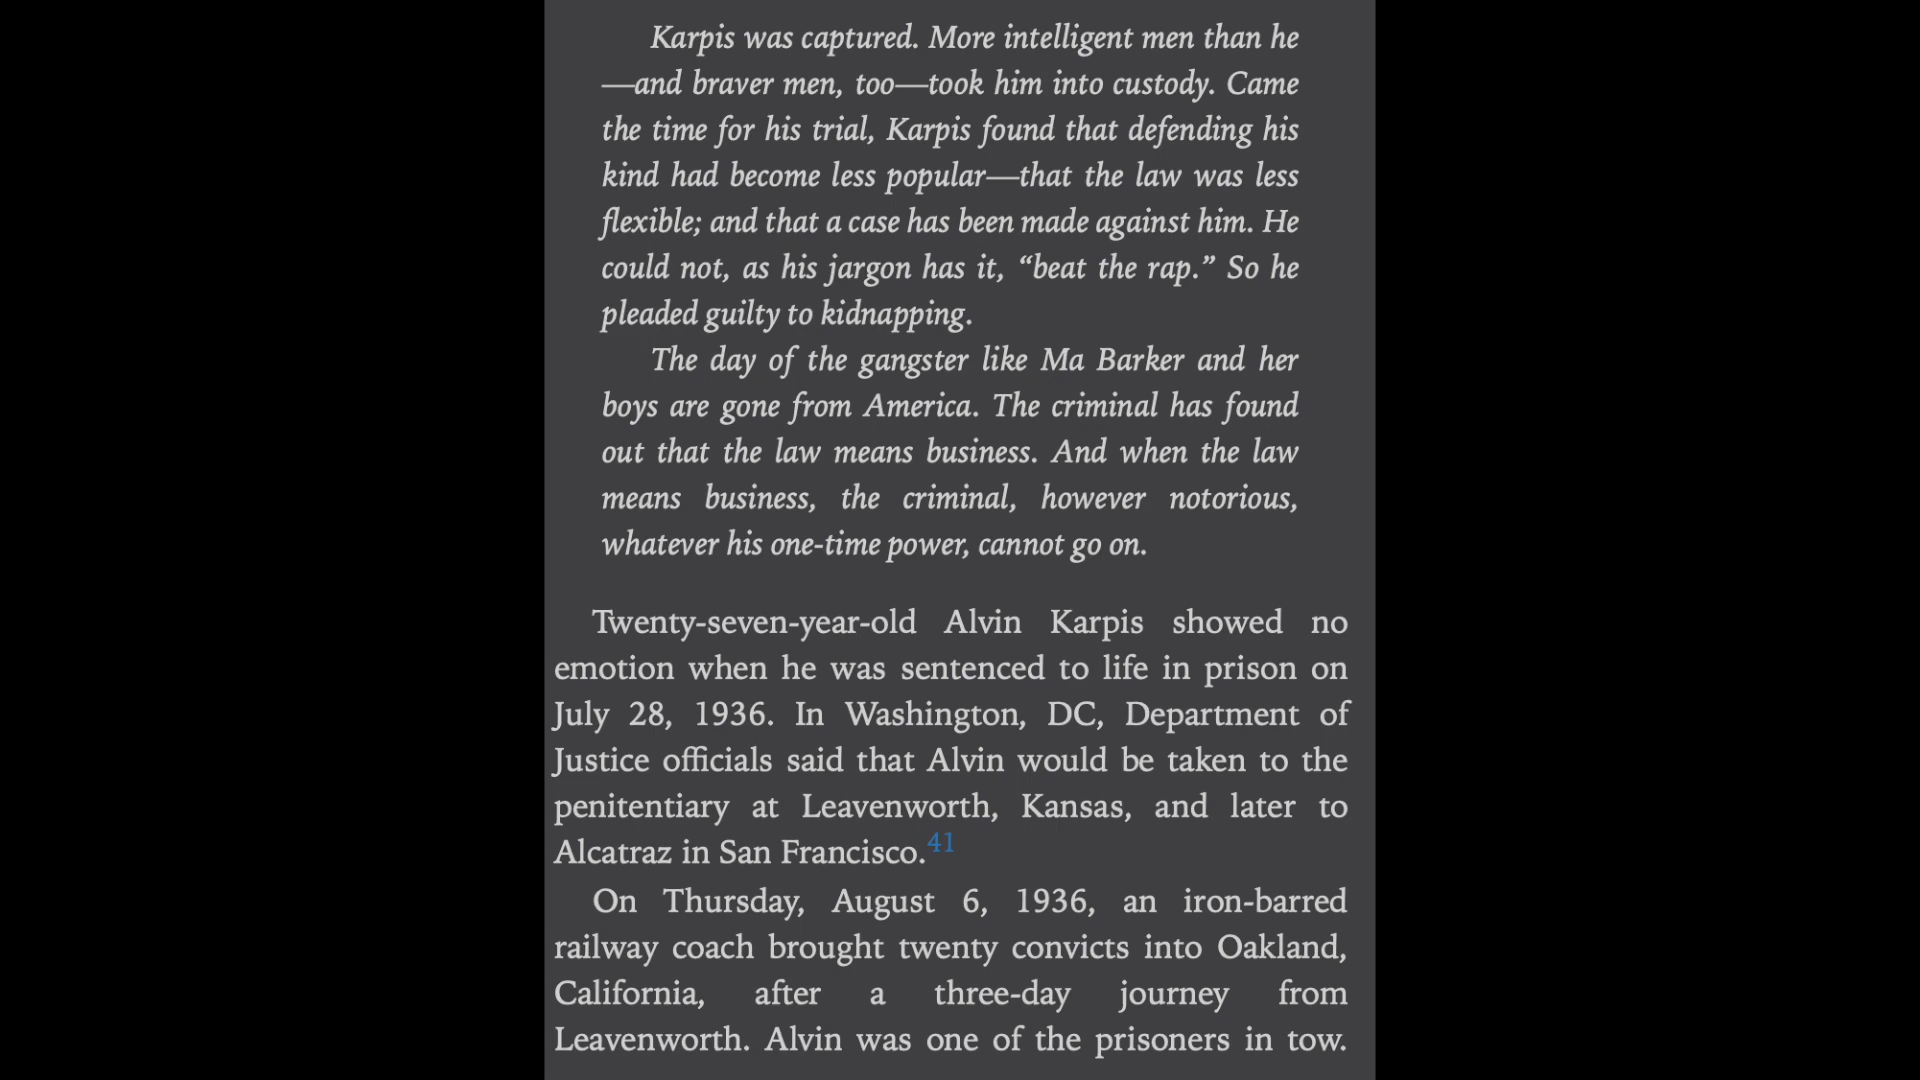 Karpis was captured. More intelligent men than he
—and braver men, too—took him into custody. Came
the time for his trial, Karpis found that defending his
kind had become less popular—that the law was less
flexible; and that a case has been made against him. He
could not, as his jargon has it, “beat the rap.” So he
pleaded guilty to kidnapping.
The day of the gangster like Ma Barker and her
boys are gone from America. The criminal has found
out that the law means business. And when the law
means business, the criminal, however notorious,
whatever his one-time power, cannot go on.
Twenty-seven-year-old Alvin Karpis showed no
emotion when he was sentenced to life in prison on
July 28, 1936. In Washington, DC, Department of
Justice officials said that Alvin would be taken to the
penitentiary at Leavenworth, Kansas, and later to
Alcatraz in San Francisco.41
On Thursday, August 6, 1936, an iron-barred
railway coach brought twenty convicts into Oakland,
California, after a three-day journey from
Leavenworth. Alvin was one of the prisoners in tow.